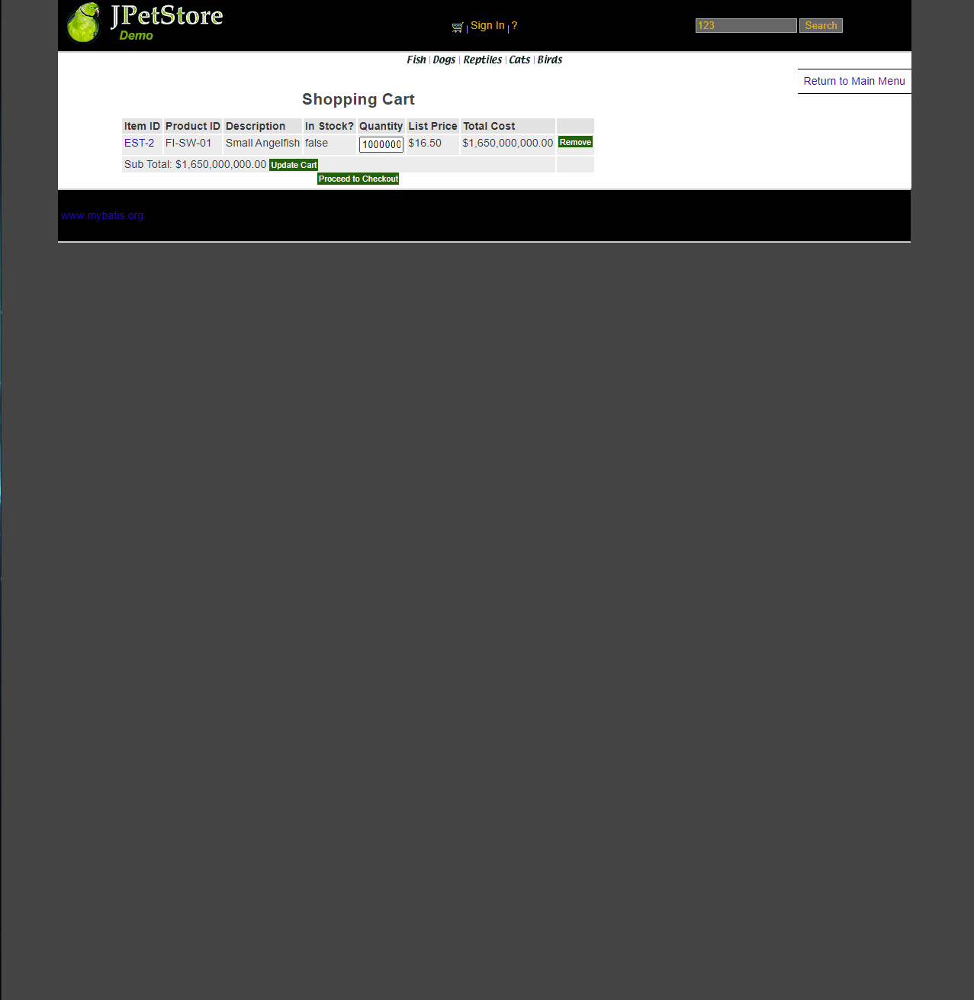 JPetStore
Demo
Sign In
?
123
Search
Fish | Dogs | Reptiles | Cats | Birds
Return to Main Menu
Shopping Cart
Item ID Product ID Description In Stock? Quantity List Price Total Cost
EST-2 FI-SW-01 Small Angelfish false 1000000 $16.50 $1,650,000,000.00 Remove
Sub Total: $1,650,000,000.00 Update Cart
Proceed to Checkout
www.mybatis.org